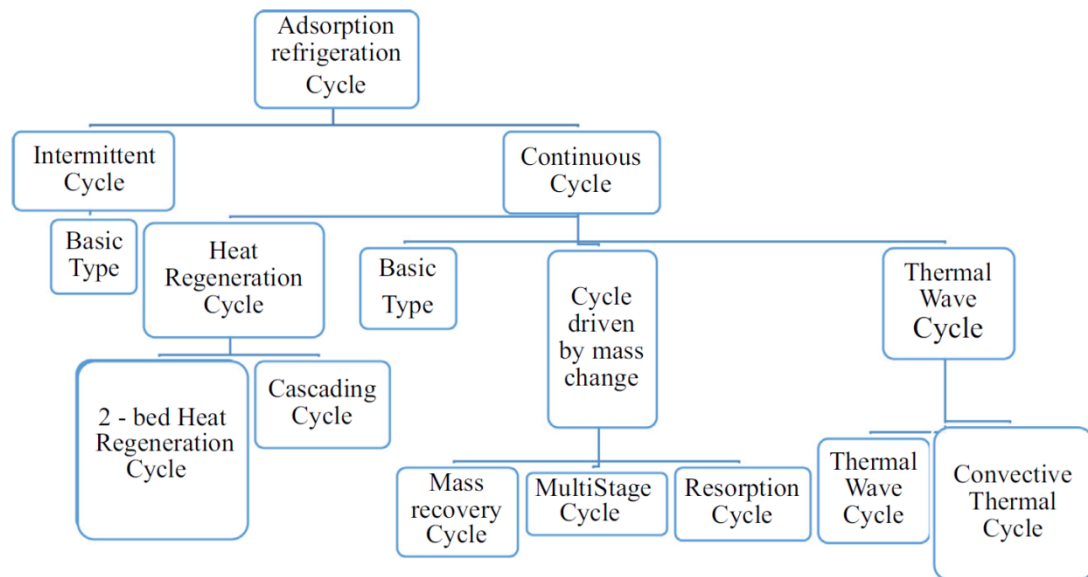 Adsorption
refrigeration
Cycle
Intermittent
Cycle
Continuous
Cycle
Basic
Type
Heat
Regeneration
Cycle
Basic
Type
Cycle
driven
by mass
change
Thermal
Wave
Cycle
2 - bed Heat
Regeneration
Cycle
Cascading
Cycle
Mass
recovery
Cycle
MultiStage
Cycle
Resorption
Cycle
Thermal
Wave
Cycle
Convective
Thermal
Cycle